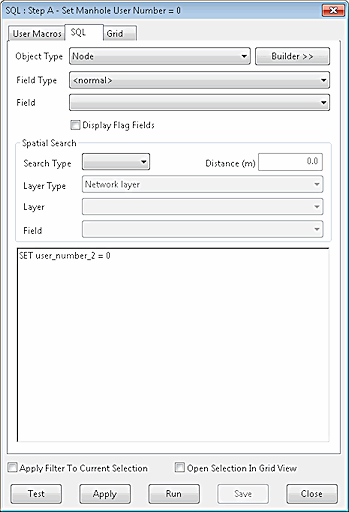 SQL : Step A - Set Manhole User Number = 0
User Macros SQL Grid
Object Type Node Builder >>
Field Type <normal>
Field
Display Flag Fields
Spatial Search
Search Type Distance (m) 0.0
Layer Type Network layer
Layer
Field
SET user_number_2 = 0
Apply Filter To Current Selection Open Selection In Grid View
Test Apply Run Save Close